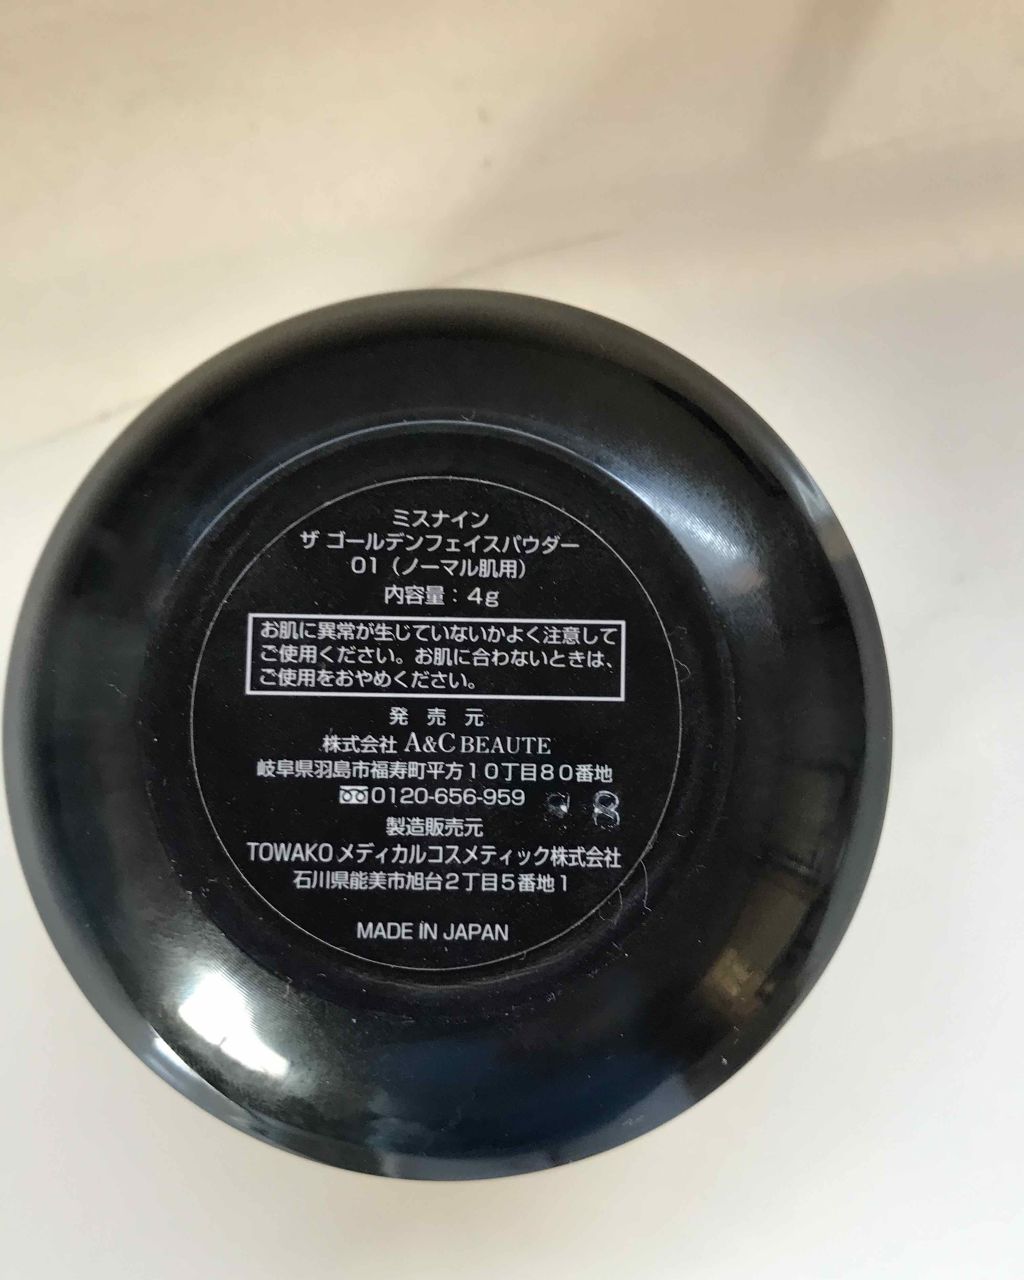 ミスナイン
ザ ゴールデンフェイスパウダー
01（ノーマル肌用）
内容量：4g
お肌に異常が生じていないかよく注意して
ご使用ください。お肌に合わないときは、
ご使用をおやめください。
発 売 元
株式会社 A&C BEAUTE
岐阜県羽島市福寿町平方１０丁目８０番地
0120-656-959
製造販売元
TOWAKOメディカルコスメティック株式会社
石川県能美市旭台２丁目５番地１
MADE IN JAPAN